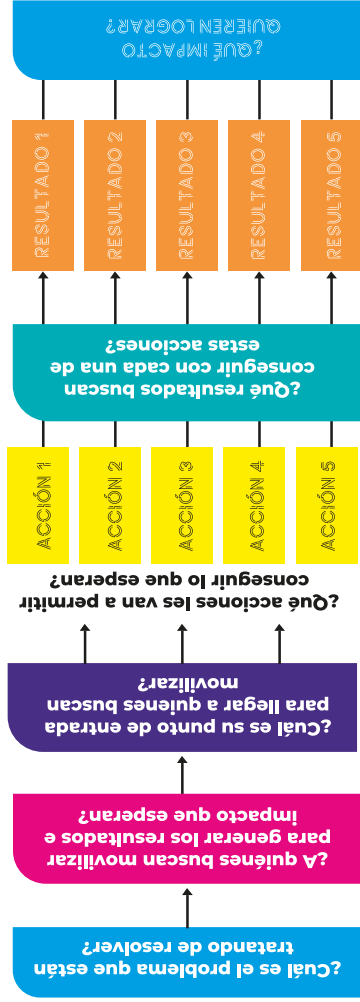 ¿Cuál es el problema que están
tratando de resolver?
¿A quiénes buscan movilizar
para generar los resultados e
impacto que esperan?
¿Cuál es su punto de entrada
para llegar a quienes buscan
movilizar?
¿Qué acciones les van a permitir
conseguir lo que esperan?
ACCIÓN 1
ACCIÓN 2
ACCIÓN 3
ACCIÓN 4
ACCIÓN 5
¿Qué resultados buscan
conseguir con cada una de
estas acciones?
RESULTADO 1
RESULTADO 2
RESULTADO 3
RESULTADO 4
RESULTADO 5
¿QUÉ IMPACTO
QUIEREN LOGRAR?